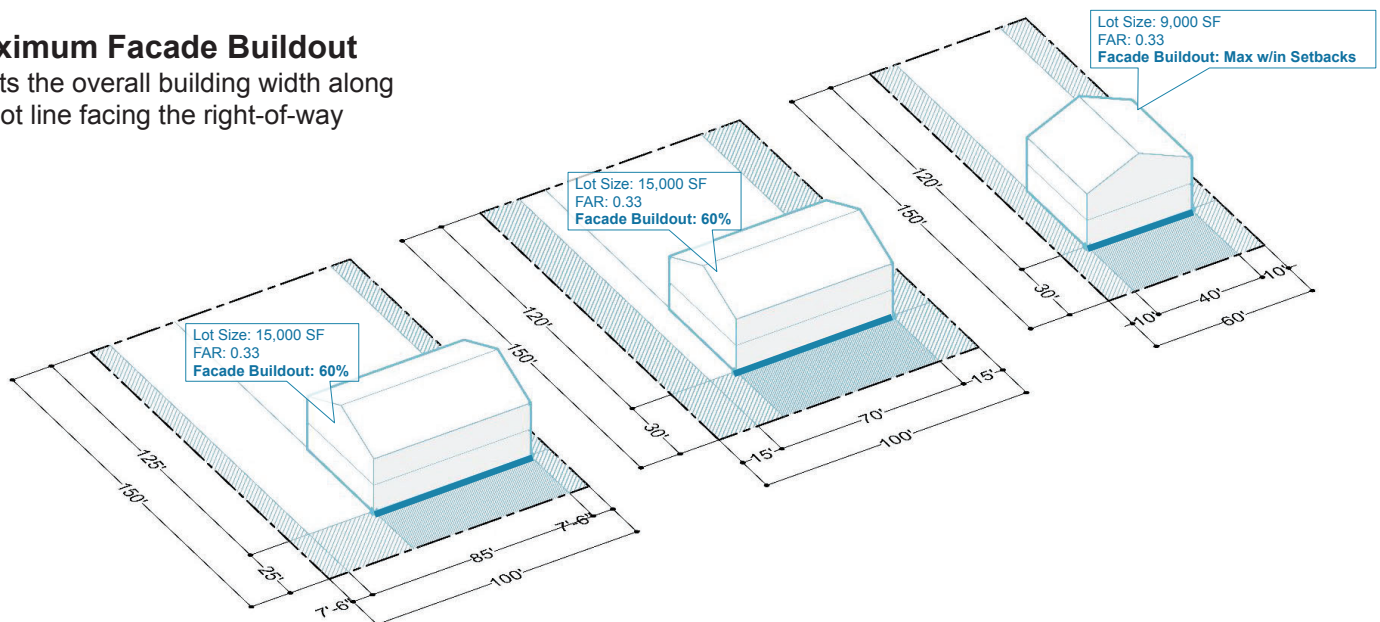 ximum Facade Buildout
ts the overall building width along
ot line facing the right-of-way
Lot Size: 9,000 SF
FAR: 0.33
Facade Buildout: Max w/in Setbacks
120'
150'
30'
10'
40'
10'
60'
Lot Size: 15,000 SF
FAR: 0.33
Facade Buildout: 60%
120'
150'
30'
15'
70'
15'
100'
Lot Size: 15,000 SF
FAR: 0.33
Facade Buildout: 60%
125'
150'
25'
7'-6"
85'
7'-6"
100'